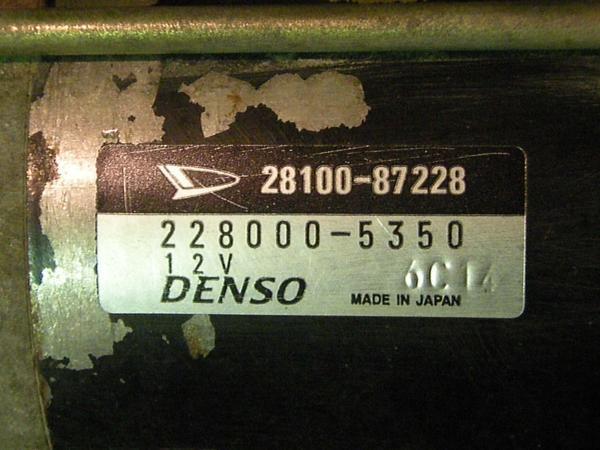 28100-87228
228000-5350
12V
6C14
DENSO
MADE IN JAPAN